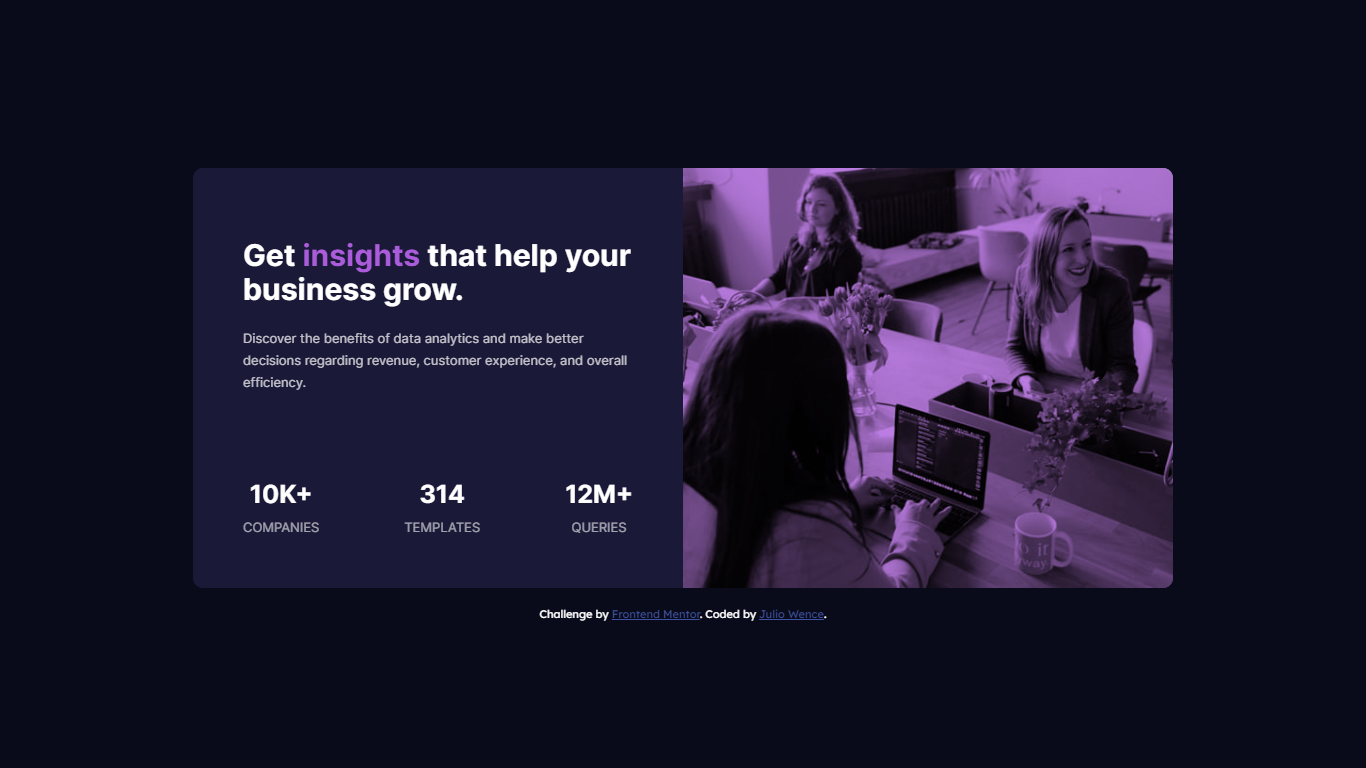 Get insights that help your
business grow.
Discover the benefits of data analytics and make better
decisions regarding revenue, customer experience, and overall
efficiency.
10K+ 314 12M+
COMPANIES TEMPLATES QUERIES
Challenge by Frontend Mentor. Coded by Julio Wence.